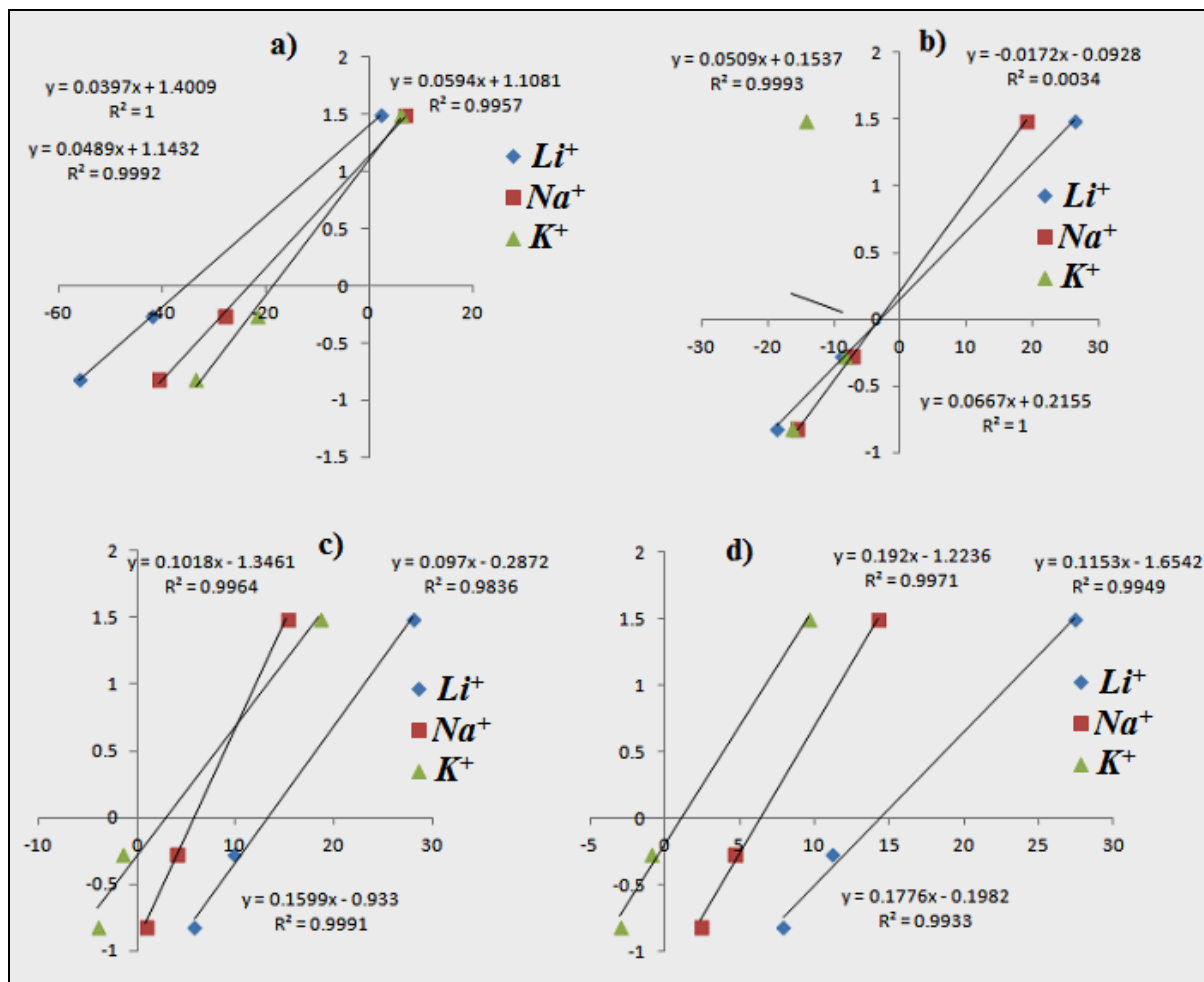 a)
y = 0.0397x + 1.4009
R² = 1
y = 0.0594x + 1.1081
R² = 0.9957
y = 0.0489x + 1.1432
R² = 0.9992
2
1.5
1
0.5
0
-0.5
-1
-1.5
-60
-40
-20
0
20
Li⁺
Na⁺
K⁺
b)
y = 0.0509x + 0.1537
R² = 0.9993
y = -0.0172x - 0.0928
R² = 0.0034
2
1.5
1
0.5
0
-0.5
-1
-30
-20
-10
0
10
20
30
Li⁺
Na⁺
K⁺
y = 0.0667x + 0.2155
R² = 1
c)
y = 0.1018x - 1.3461
R² = 0.9964
y = 0.097x - 0.2872
R² = 0.9836
2
1.5
1
0.5
0
-0.5
-1
-10
0
10
20
30
Li⁺
Na⁺
K⁺
y = 0.1599x - 0.933
R² = 0.9991
d)
y = 0.192x - 1.2236
R² = 0.9971
y = 0.1153x - 1.6542
R² = 0.9949
2
1.5
1
0.5
0
-0.5
-1
-5
0
5
10
15
20
25
30
Li⁺
Na⁺
K⁺
y = 0.1776x - 0.1982
R² = 0.9933